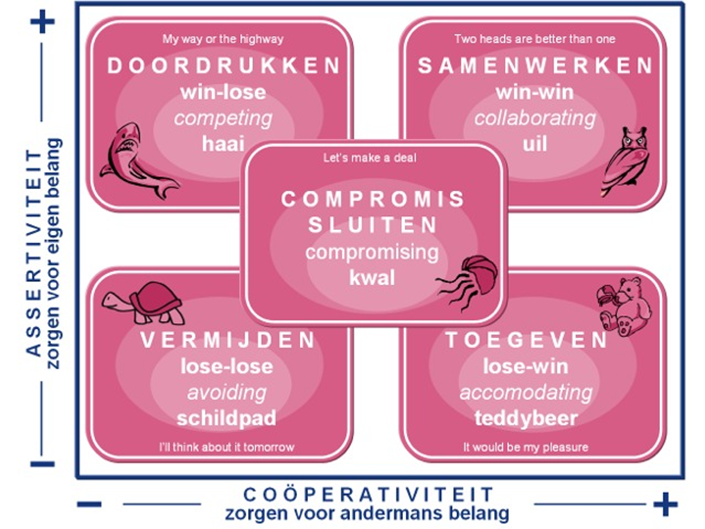 My way or the highway
DOORDRUKKEN
win-lose
competing
haai
Two heads are better than one
SAMENWERKEN
win-win
collaborating
uil
Let's make a deal
COMPROMIS
SLUITEN
compromising
kwal
VERMIJDEN
lose-lose
avoiding
schildpad
I'll think about it tomorrow
TOEGEVEN
lose-win
accomodating
teddybeer
It would be my pleasure
+
ASSERTIVITEIT
zorgen voor eigen belang
−
− COÖPERATIVITEIT +
zorgen voor andermans belang